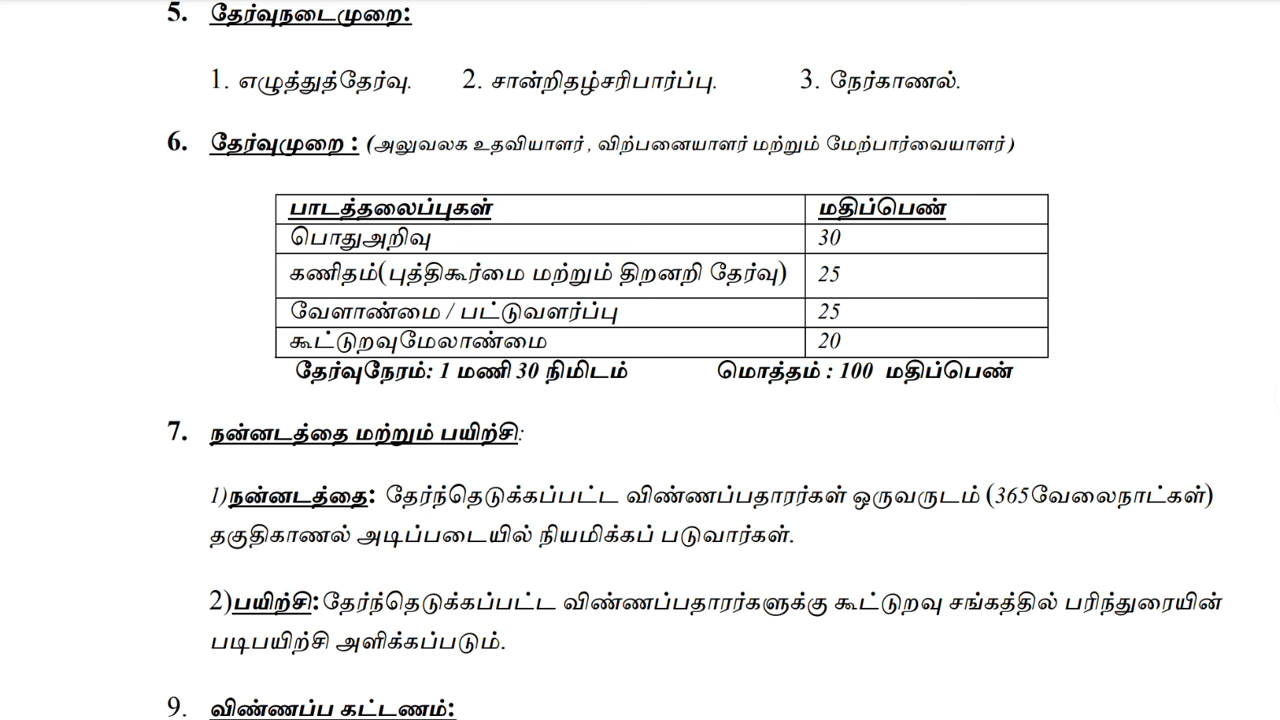 5. தேர்வுநடைமுறை:
1. எழுத்துத்தேர்வு. 2. சான்றிதழ்சரிபார்ப்பு. 3. நேர்காணல்.
6. தேர்வுமுறை : (அலுவலக உதவியாளர் , விற்பனையாளர் மற்றும் மேற்பார்வையாளர் )
பாடத்தலைப்புகள் மதிப்பெண்
பொதுஅறிவு 30
கணிதம்(புத்திகூர்மை மற்றும் திறனறி தேர்வு) 25
வேளாண்மை / பட்டுவளர்ப்பு 25
கூட்டுறவுமேலாண்மை 20
தேர்வுநேரம்: 1 மணி 30 நிமிடம் மொத்தம் : 100 மதிப்பெண்
7. நன்னடத்தை மற்றும் பயிற்சி:
1)நன்னடத்தை: தேர்ந்தெடுக்கப்பட்ட விண்ணப்பதாரர்கள் ஒருவருடம் (365வேலைநாட்கள்)
தகுதிகாணல் அடிப்படையில் நியமிக்கப் படுவார்கள்.
2)பயிற்சி:தேர்ந்தெடுக்கப்பட்ட விண்ணப்பதாரர்களுக்கு கூட்டுறவு சங்கத்தில் பரிந்துரையின்
படிபயிற்சி அளிக்கப்படும்.
9. விண்ணப்ப கட்டணம்: